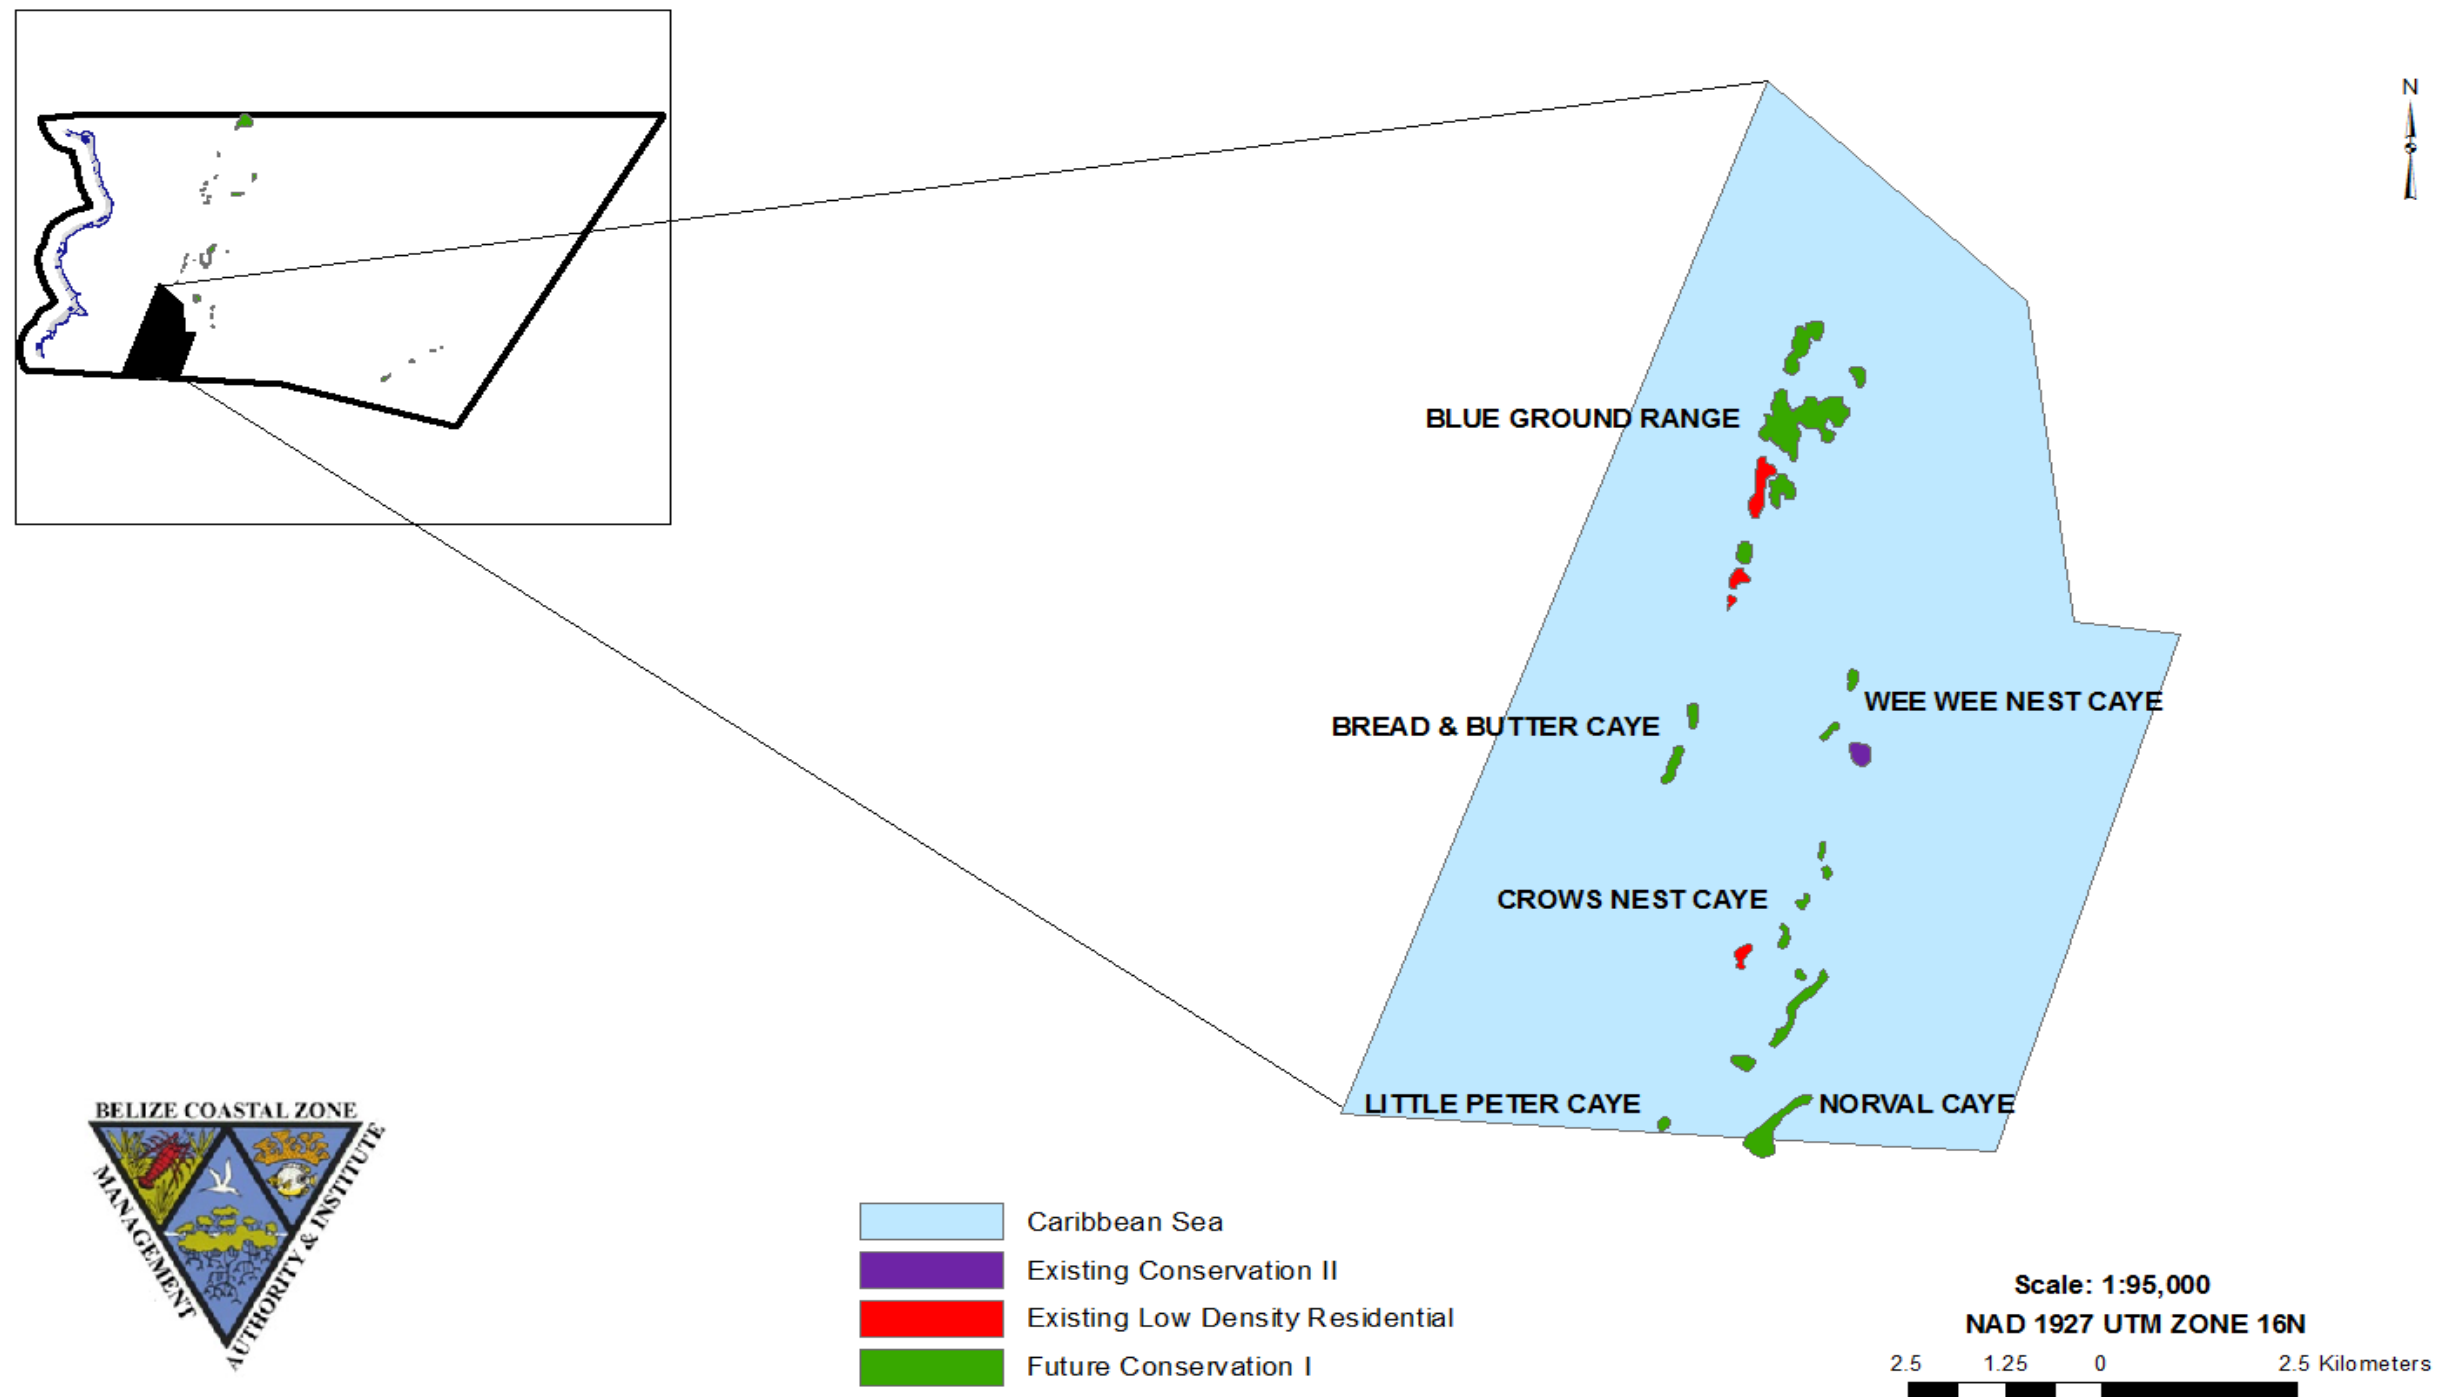 N
BLUE GROUND RANGE
WEE WEE NEST CAYE
BREAD & BUTTER CAYE
CROWS NEST CAYE
LITTLE PETER CAYE
NORVAL CAYE
BELIZE COASTAL ZONE
MANAGEMENT
AUTHORITY & INSTITUTE
Caribbean Sea
Existing Conservation II
Existing Low Density Residential
Future Conservation I
Scale: 1:95,000
NAD 1927 UTM ZONE 16N
2.5 1.25 0 2.5 Kilometers